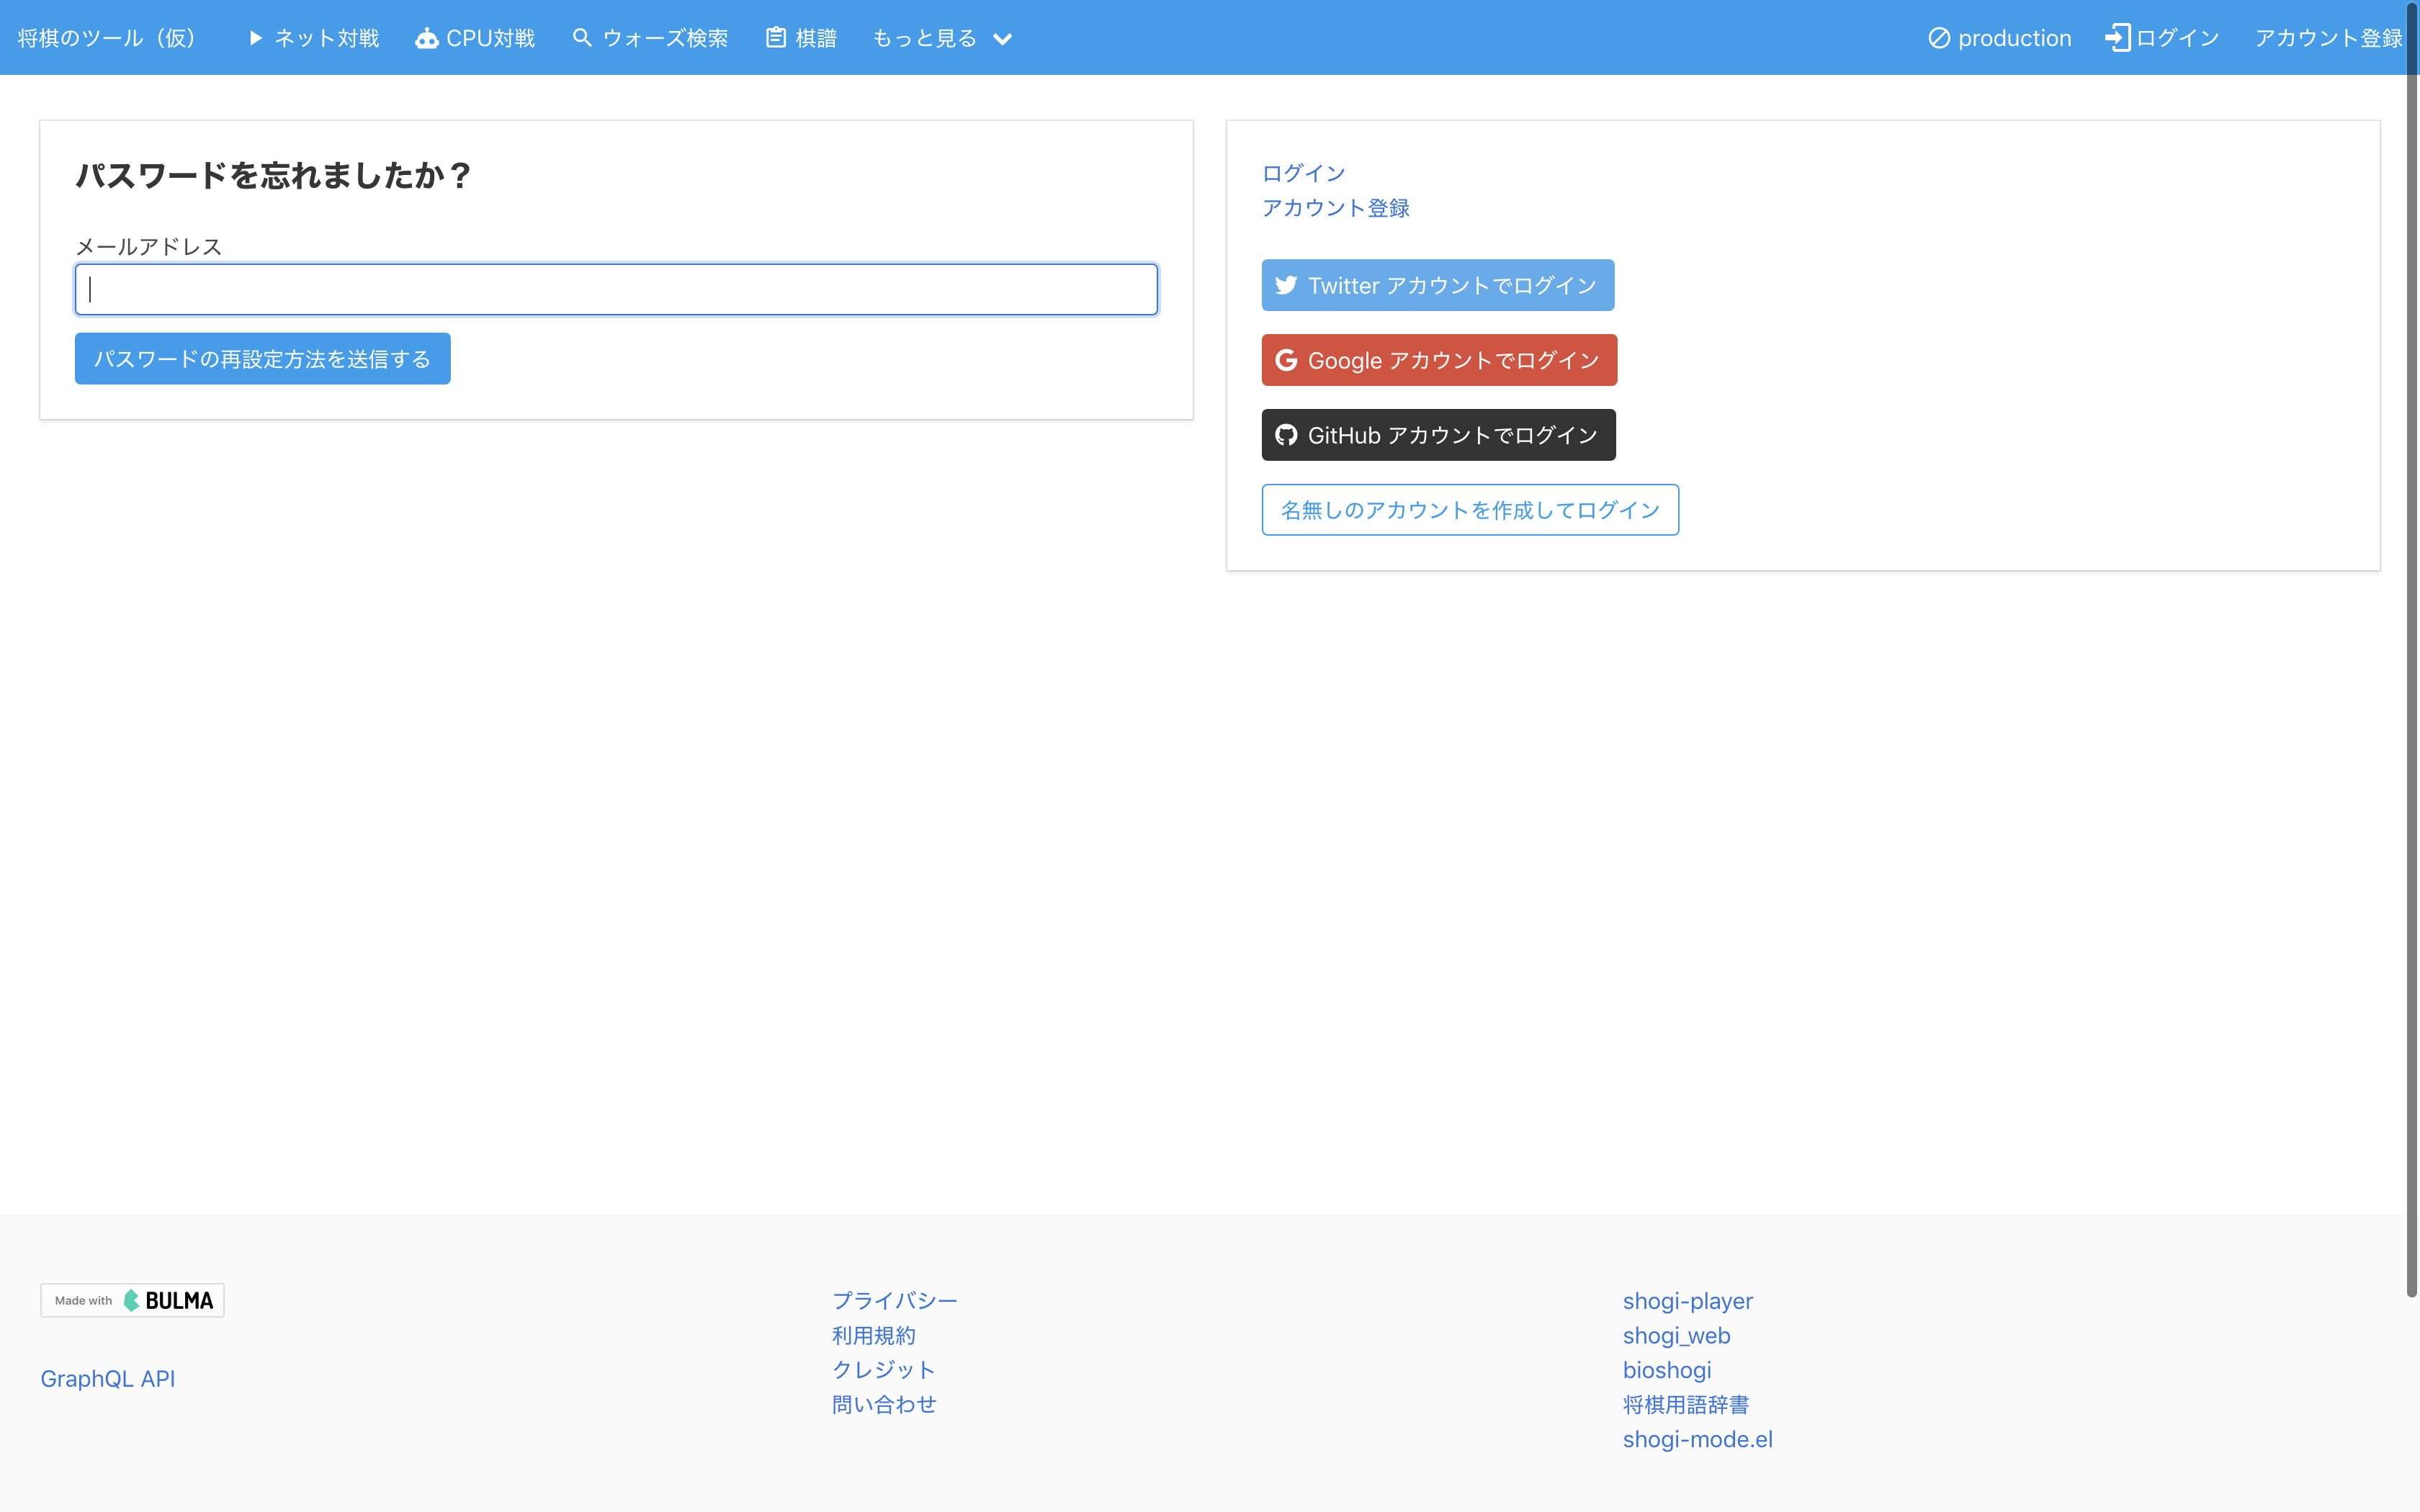 将棋のツール（仮） ネット対戦 CPU対戦 ウォーズ検索 棋譜 もっと見る production ログイン アカウント登録
パスワードを忘れましたか？
メールアドレス
パスワードの再設定方法を送信する
ログイン
アカウント登録
Twitter アカウントでログイン
Google アカウントでログイン
GitHub アカウントでログイン
名無しのアカウントを作成してログイン
Made with BULMA
GraphQL API
プライバシー
利用規約
クレジット
問い合わせ
shogi-player
shogi_web
bioshogi
将棋用語辞書
shogi-mode.el